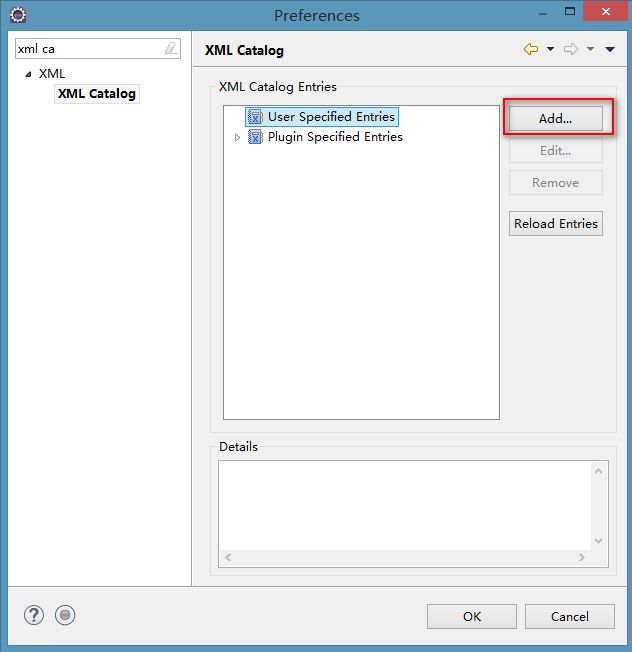 Preferences
xml ca
XML Catalog
XML
XML Catalog
XML Catalog Entries
User Specified Entries
Plugin Specified Entries
Add...
Edit...
Remove
Reload Entries
Details
OK
Cancel